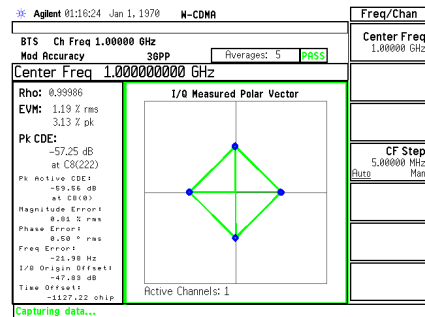 Agilent 01:16:24 Jan 1, 1970 W-CDMA Freq/Chan
BTS Ch Freq 1.00000 GHz
Mod Accuracy 3GPP Averages: 5 PASS
Center Freq 1.000000000 GHz
Center Freq
1.00000 GHz
CF Step
5.00000 MHz
Auto Man
Rho: 0.99986
EVM: 1.19 % rms
3.13 % pk
Pk CDE:
-57.25 dB
at C8(222)
Pk Active CDE:
-59.56 dB
at C8(0)
Magnitude Error:
0.81 % rms
Phase Error:
0.50 ° rms
Freq Error:
-21.98 Hz
I/Q Origin Offset:
-47.83 dB
Time Offset:
-1127.22 chip
I/Q Measured Polar Vector
Active Channels: 1
Capturing data...